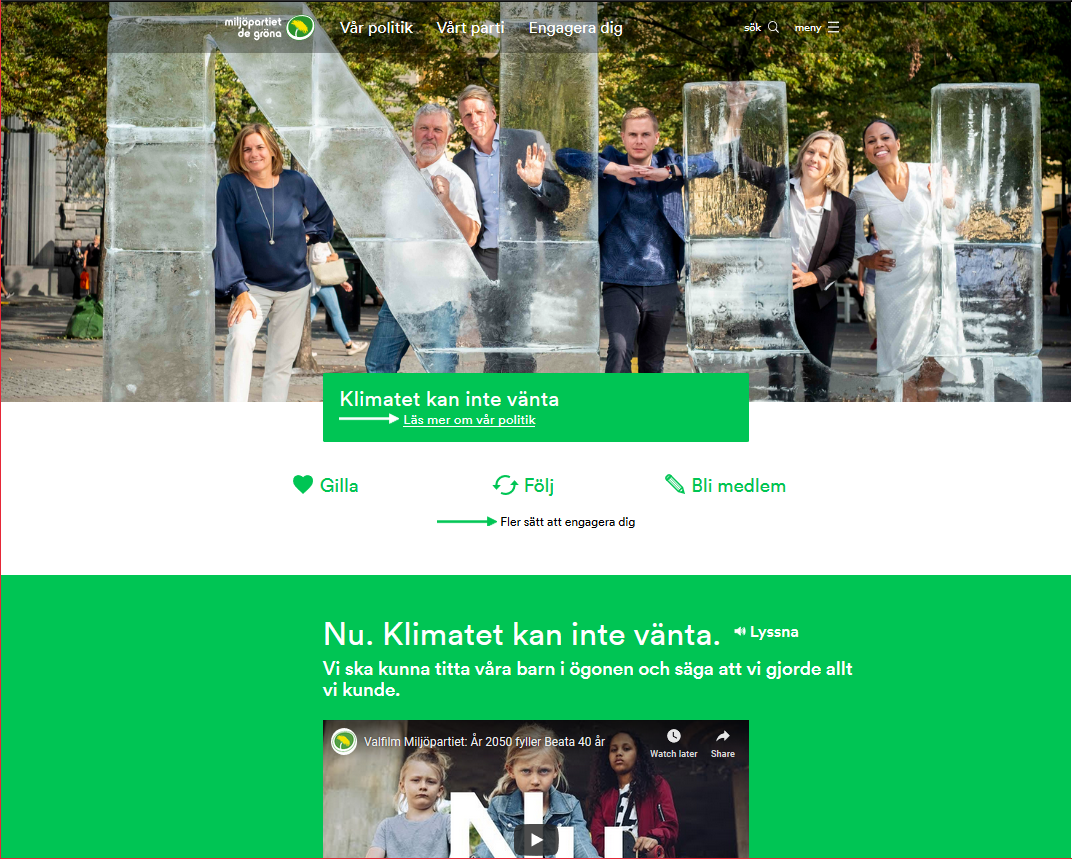 miljöpartiet
de gröna
Vår politik Vårt parti Engagera dig
sök meny
NU
Klimatet kan inte vänta
Läs mer om vår politik
Gilla Följ Bli medlem
Fler sätt att engagera dig
Nu. Klimatet kan inte vänta. Lyssna
Vi ska kunna titta våra barn i ögonen och säga att vi gjorde allt
vi kunde.
Valfilm Miljöpartiet: År 2050 fyller Beata 40 år
Watch later Share
Nu